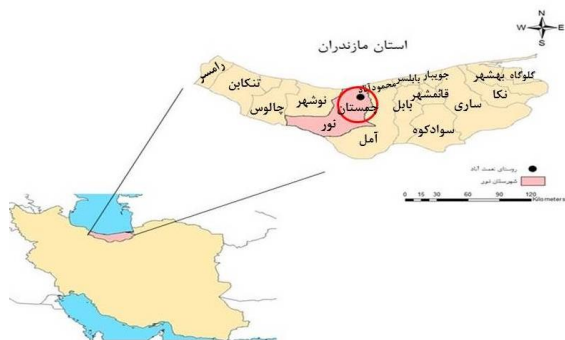 N
W E
S
استان مازندران
رامسر
تنکابن
چالوس
نوشهر
نور
چمستان
محمودآباد
آمل
بابلسر
بابل
جویبار
قائمشهر
سوادکوه
ساری
بهشهر
نکا
گلوگاه
روستای نعمت آباد
شهرستان نور
0 15 30 60 90 120
Kilometers